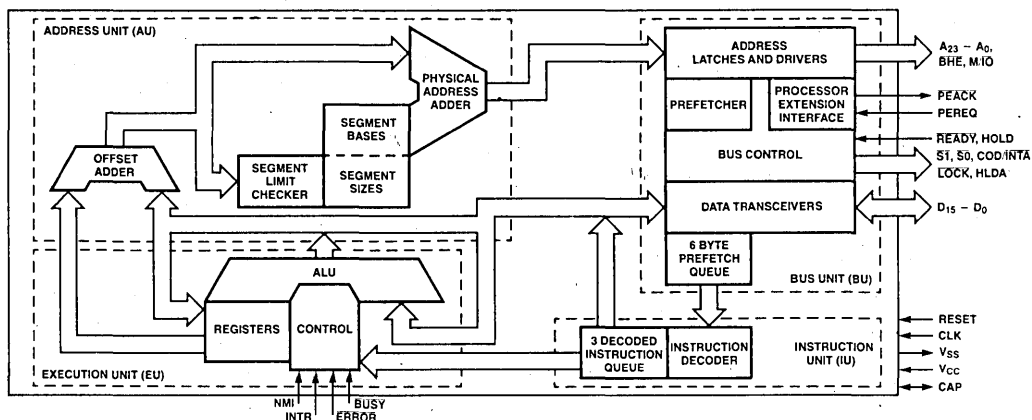 ADDRESS UNIT (AU)
OFFSET
ADDER
SEGMENT
LIMIT
CHECKER
SEGMENT
BASES
SEGMENT
SIZES
PHYSICAL
ADDRESS
ADDER
ADDRESS
LATCHES AND DRIVERS
PREFETCHER
PROCESSOR
EXTENSION
INTERFACE
BUS CONTROL
DATA TRANSCEIVERS
6 BYTE
PREFETCH
QUEUE
BUS UNIT (BU)
A23 – A0,
BHE, M/IO
PEACK
PEREQ
READY, HOLD
S1, S0, COD/INTA
LOCK, HLDA
D15 – D0
ALU
REGISTERS
CONTROL
EXECUTION UNIT (EU)
NMI
INTR
ERROR
BUSY
3 DECODED
INSTRUCTION
QUEUE
INSTRUCTION
DECODER
INSTRUCTION
UNIT (IU)
RESET
CLK
VSS
VCC
CAP